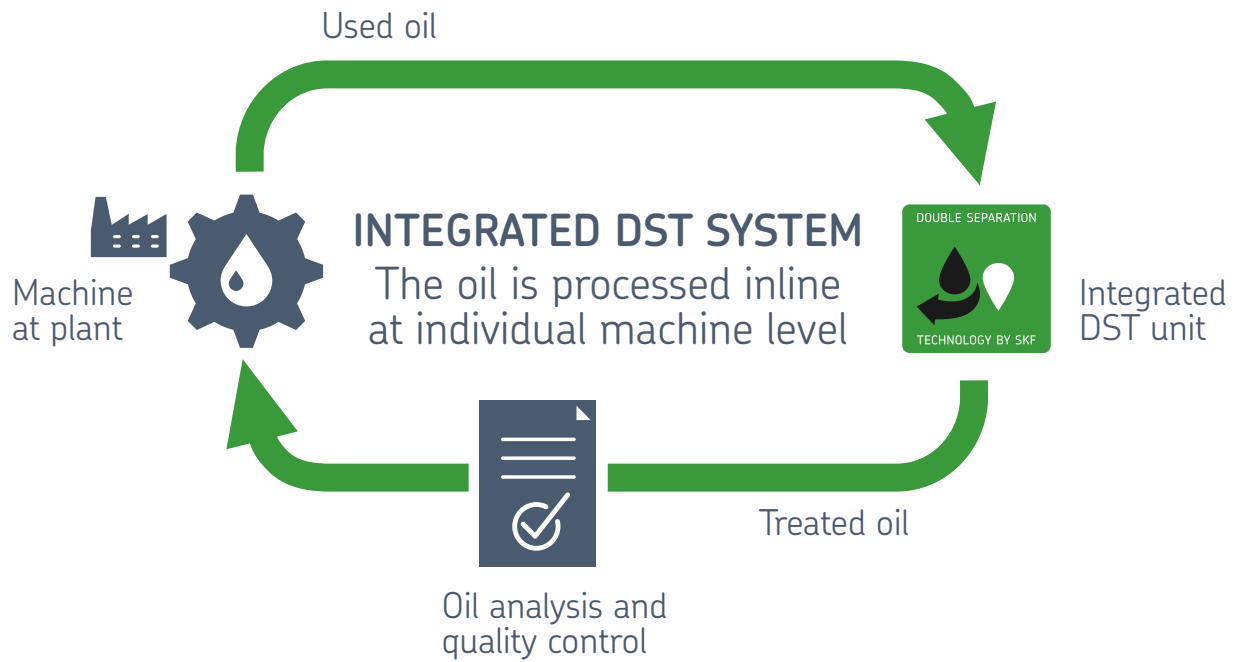 Used oil
INTEGRATED DST SYSTEM
The oil is processed inline
at individual machine level
Machine
at plant
DOUBLE SEPARATION
TECHNOLOGY BY SKF
Integrated
DST unit
Treated oil
Oil analysis and
quality control